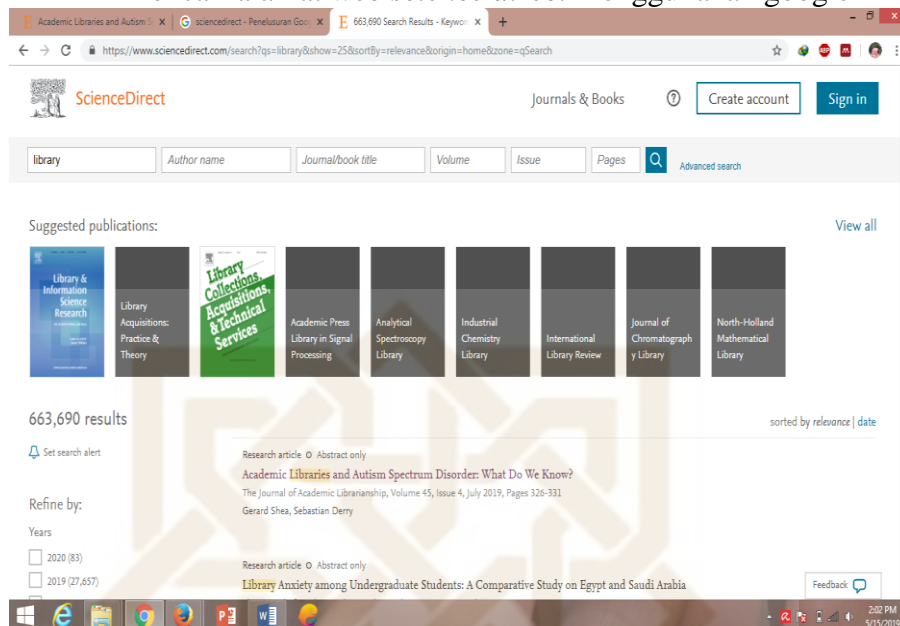 Academic Libraries and Autism S
sciencedirect - Penelusuran Goo
663,690 Search Results - Keywor
https://www.sciencedirect.com/search?qs=library&show=25&sortBy=relevance&origin=home&zone=qSearch
ScienceDirect
Journals & Books
Create account
Sign in
library
Author name
Journal/book title
Volume
Issue
Pages
Advanced search
Suggested publications:
View all
Library &
Information
Science
Research
Library
Acquisitions:
Practice &
Theory
Library
Collections,
Acquisitions,
& Technical
Services
Academic Press
Library in Signal
Processing
Analytical
Spectroscopy
Library
Industrial
Chemistry
Library
International
Library Review
Journal of
Chromatograph
y Library
North-Holland
Mathematical
Library
663,690 results
sorted by relevance | date
Set search alert
Research article Abstract only
Academic Libraries and Autism Spectrum Disorder: What Do We Know?
The Journal of Academic Librarianship, Volume 45, Issue 4, July 2019, Pages 326-331
Gerard Shea, Sebastian Derry
Refine by:
Years
2020 (83)
2019 (27,657)
Research article Abstract only
Library Anxiety among Undergraduate Students: A Comparative Study on Egypt and Saudi Arabia
Feedback
2:02 PM
5/15/2019